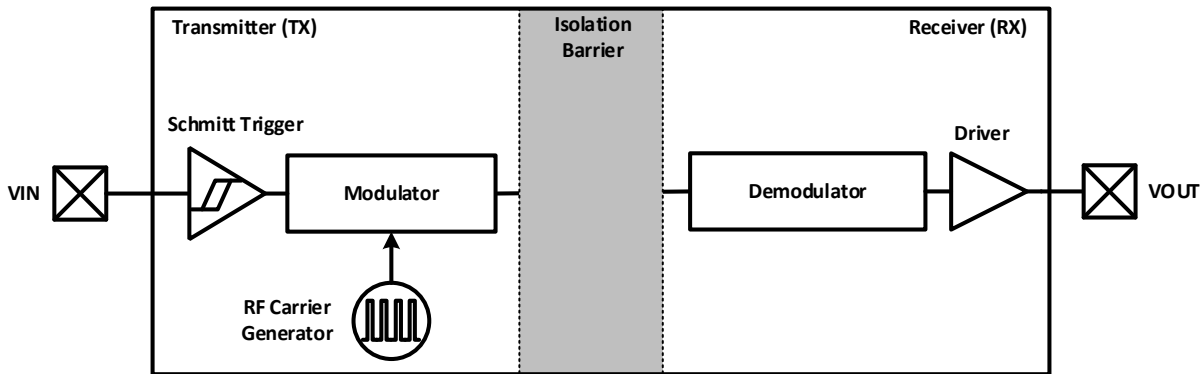 Transmitter (TX)
Isolation
Barrier
Receiver (RX)
Schmitt Trigger
Driver
VIN
Modulator
Demodulator
VOUT
RF Carrier
Generator